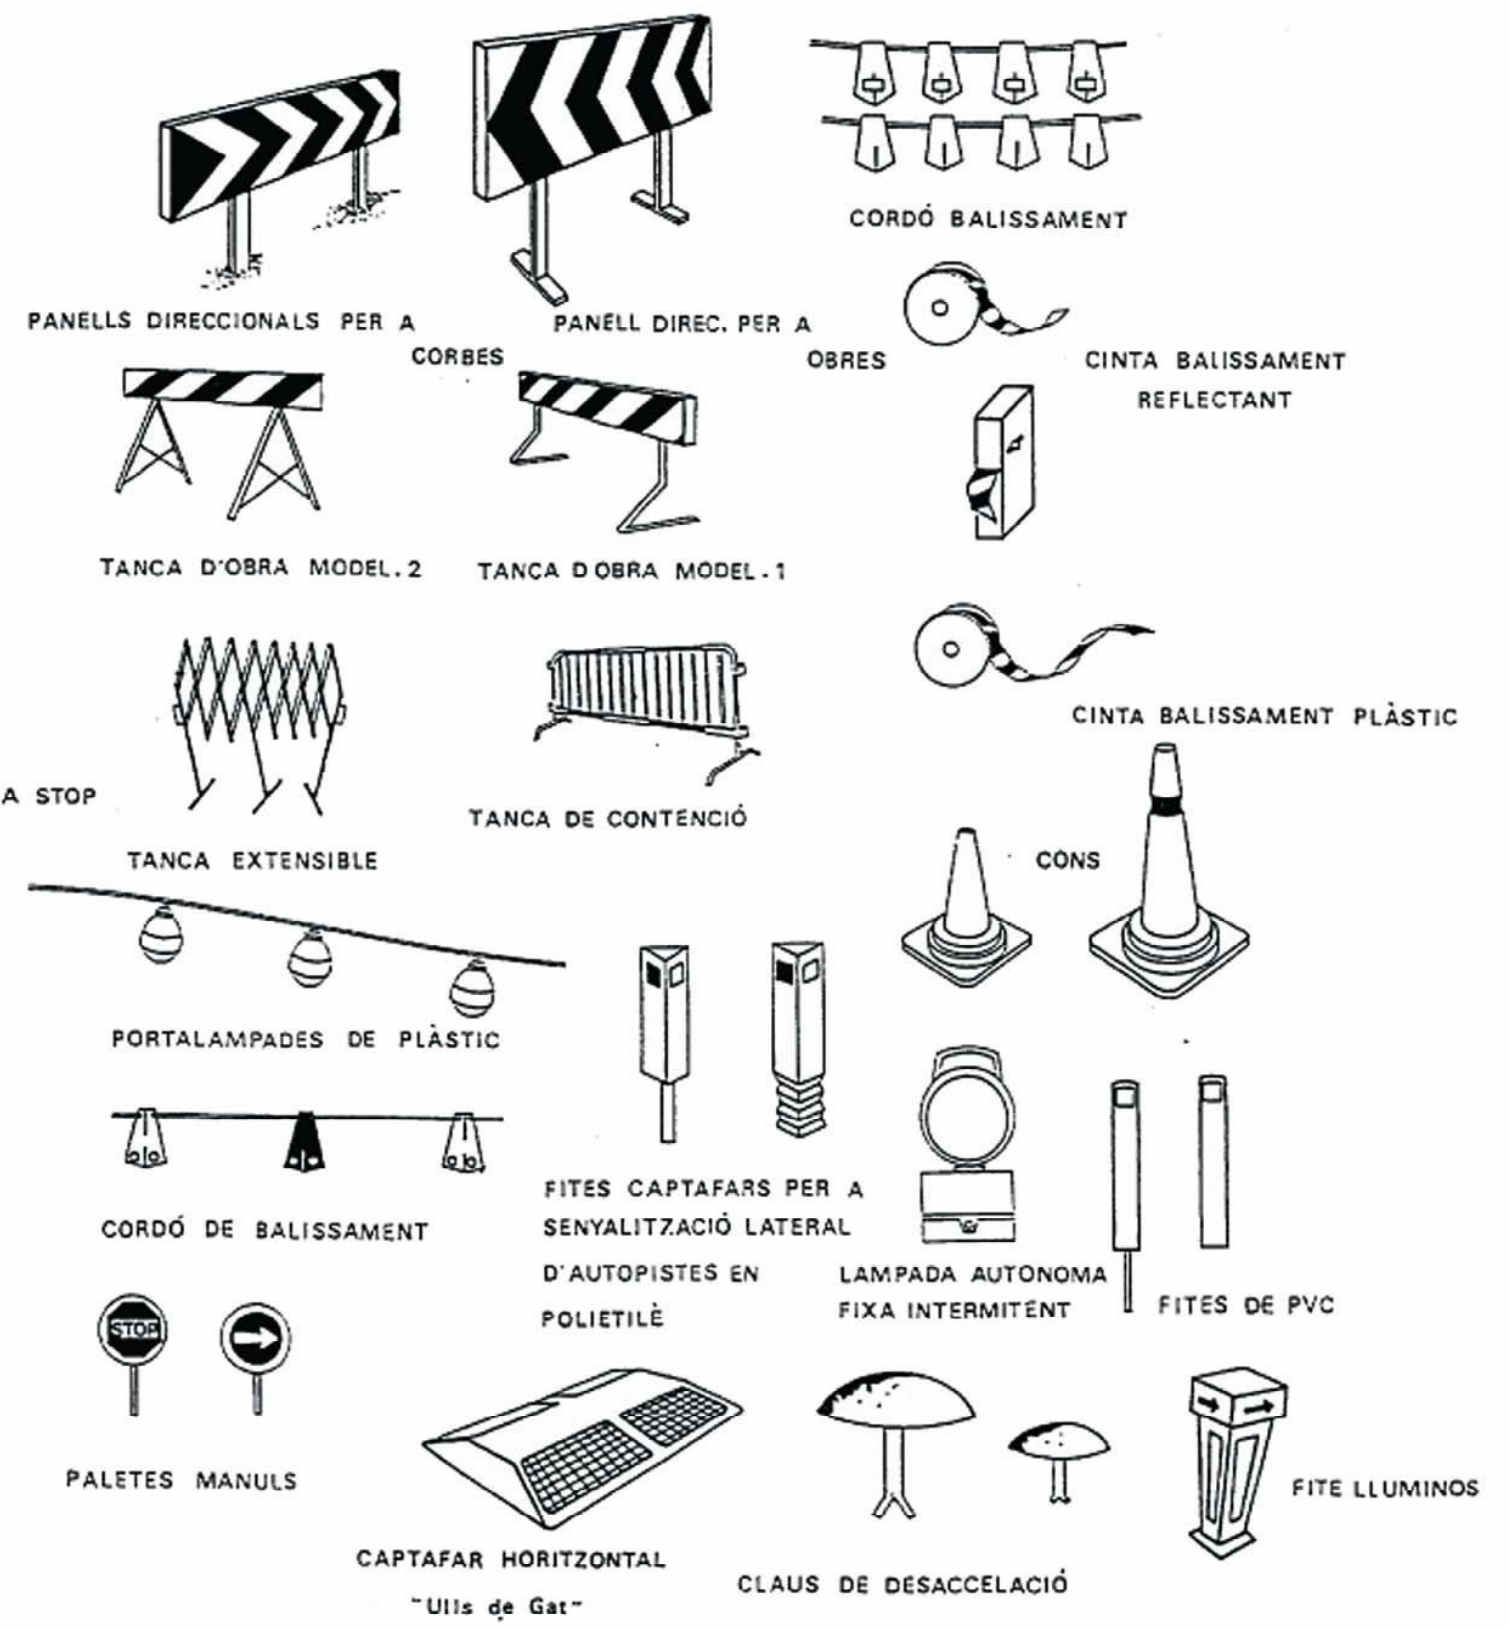 CORDÓ BALISSAMENT
PANELLS DIRECCIONALS PER A
CORBES
PANELL DIREC. PER A
OBRES
CINTA BALISSAMENT
REFLECTANT
TANCA D'OBRA MODEL.2
TANCA D OBRA MODEL-1
CINTA BALISSAMENT PLÀSTIC
A STOP
TANCA EXTENSIBLE
TANCA DE CONTENCIÓ
CONS
PORTALAMPADES DE PLÀSTIC
CORDÓ DE BALISSAMENT
FITES CAPTAFARS PER A
SENYALITZACIÓ LATERAL
D'AUTOPISTES EN
POLIETILÈ
LAMPADA AUTONOMA
FIXA INTERMITENT
FITES DE PVC
STOP
PALETES MANULS
CAPTAFAR HORITZONTAL
"Ulls de Gat"
CLAUS DE DESACCELACIÓ
FITE LLUMINOS